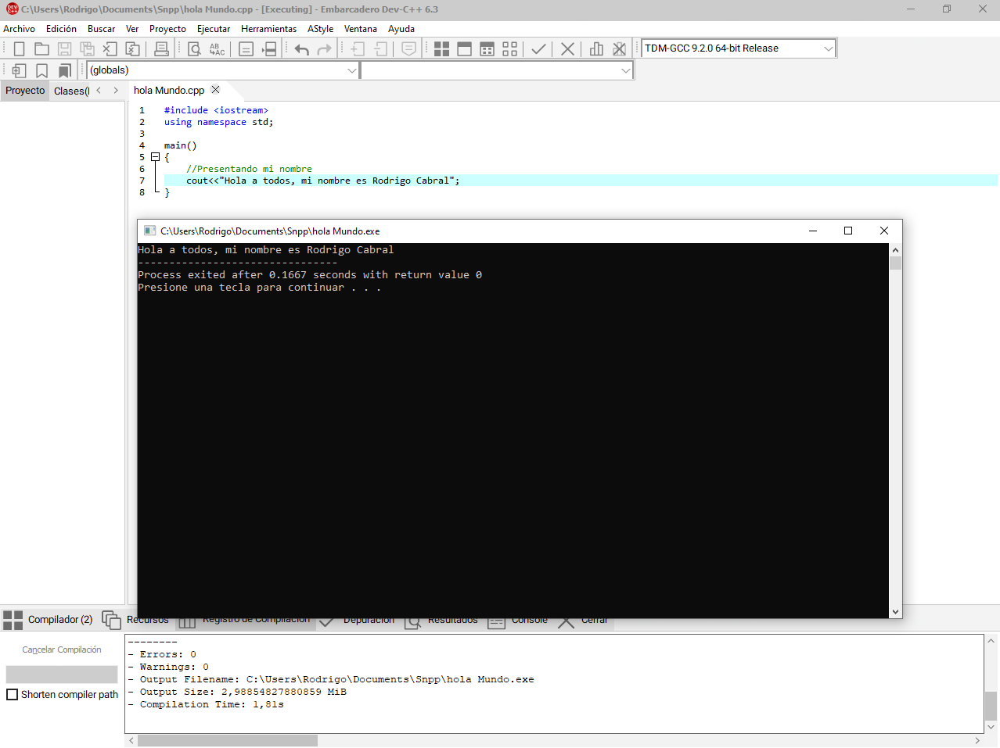 C:\Users\Rodrigo\Documents\Snpp\hola Mundo.cpp - [Executing] - Embarcadero Dev-C++ 6.3
Archivo Edición Buscar Ver Proyecto Ejecutar Herramientas AStyle Ventana Ayuda
TDM-GCC 9.2.0 64-bit Release
(globals)
Proyecto Clases(
hola Mundo.cpp
1 #include <iostream>
2 using namespace std;
3
4 main()
5 {
6 //Presentando mi nombre
7 cout<<"Hola a todos, mi nombre es Rodrigo Cabral";
8 }
C:\Users\Rodrigo\Documents\Snpp\hola Mundo.exe
Hola a todos, mi nombre es Rodrigo Cabral
--------------------------------
Process exited after 0.1667 seconds with return value 0
Presione una tecla para continuar . . .
Compilador (2) Recursos Registro de Compilación Depuración Resultados Console Cerrar
Cancelar Compilación
Shorten compiler path
--------
- Errors: 0
- Warnings: 0
- Output Filename: C:\Users\Rodrigo\Documents\Snpp\hola Mundo.exe
- Output Size: 2,98854827880859 MiB
- Compilation Time: 1,81s